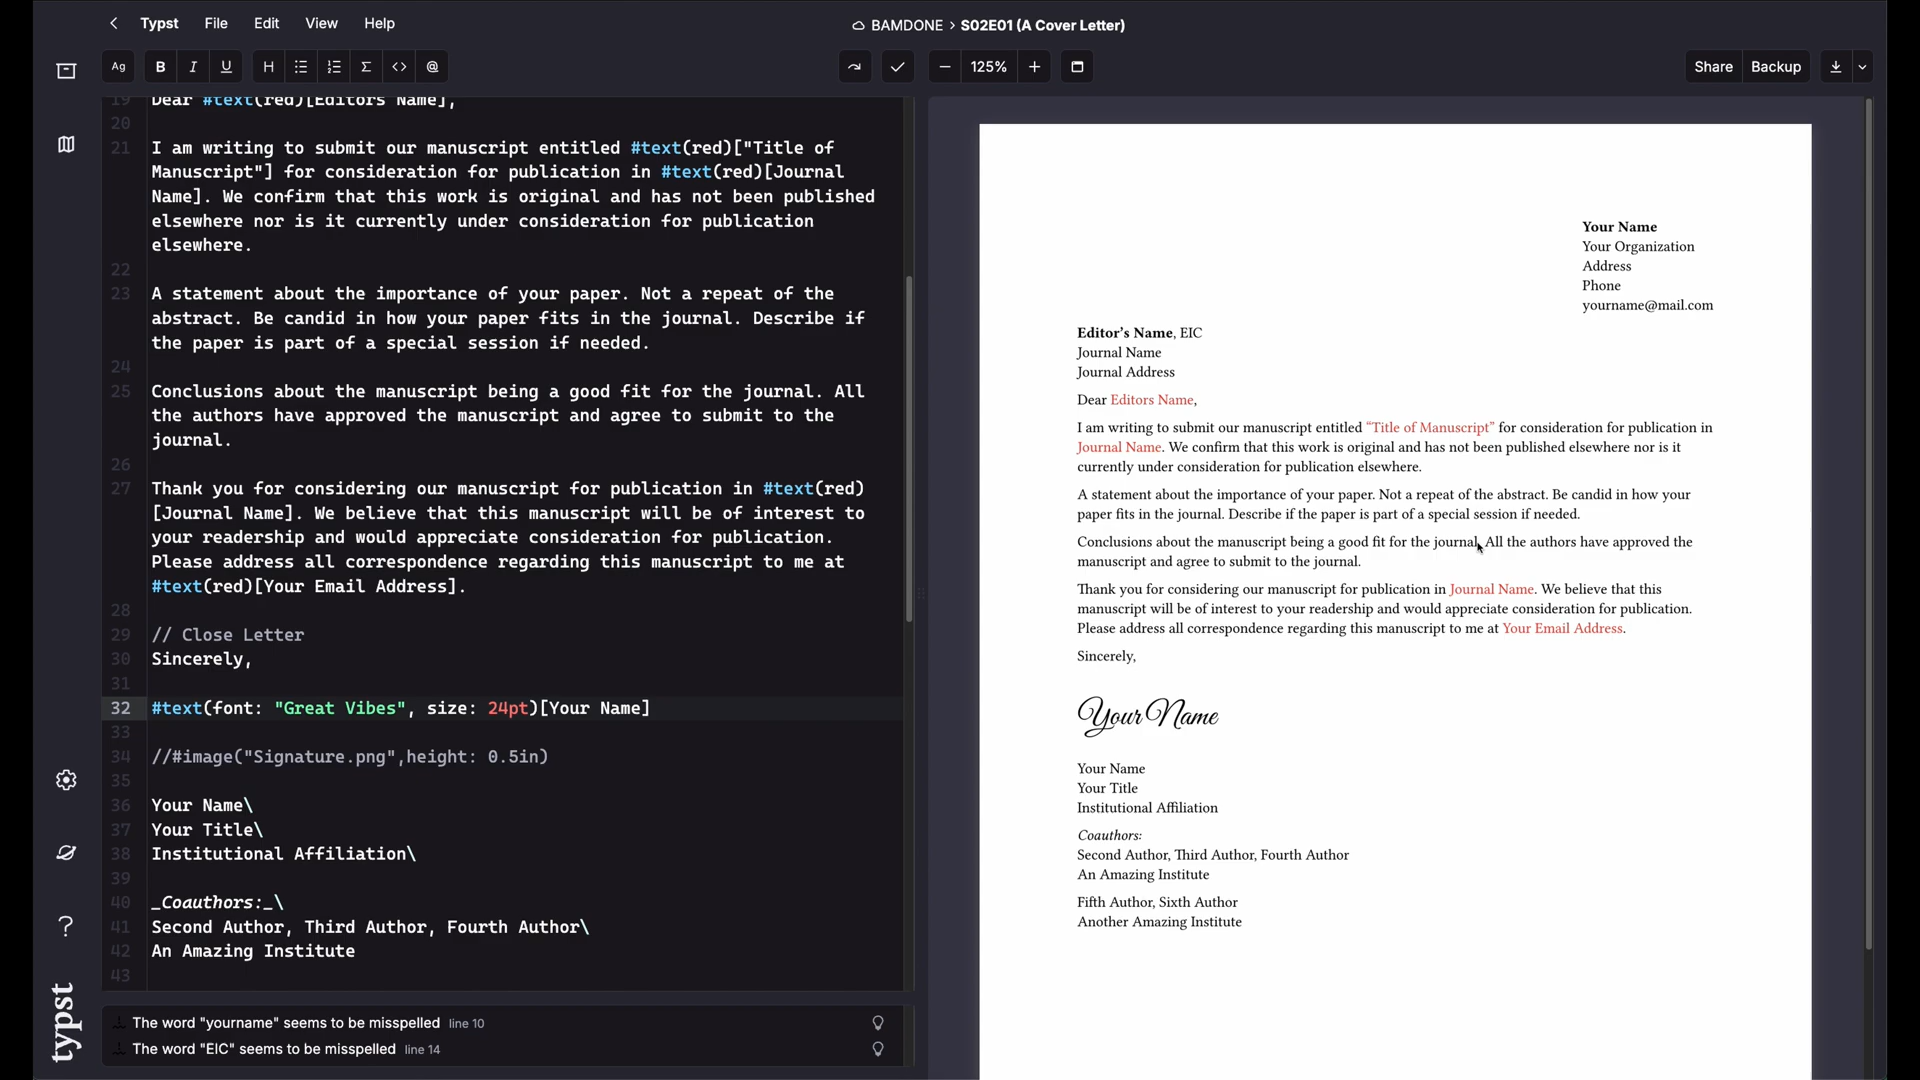 Typst File Edit View Help
BAMDONE > S02E01 (A Cover Letter)
Ag B I U H Σ <> @
125%
Share Backup
19 Dear #text(red)[Editors Name],
20
21 I am writing to submit our manuscript entitled #text(red)["Title of
Manuscript"] for consideration for publication in #text(red)[Journal
Name]. We confirm that this work is original and has not been published
elsewhere nor is it currently under consideration for publication
elsewhere.
22
23 A statement about the importance of your paper. Not a repeat of the
abstract. Be candid in how your paper fits in the journal. Describe if
the paper is part of a special session if needed.
24
25 Conclusions about the manuscript being a good fit for the journal. All
the authors have approved the manuscript and agree to submit to the
journal.
26
27 Thank you for considering our manuscript for publication in #text(red)
[Journal Name]. We believe that this manuscript will be of interest to
your readership and would appreciate consideration for publication.
Please address all correspondence regarding this manuscript to me at
#text(red)[Your Email Address].
28
29 // Close Letter
30 Sincerely,
31
32 #text(font: "Great Vibes", size: 24pt)[Your Name]
33
34 //#image("Signature.png",height: 0.5in)
35
36 Your Name\
37 Your Title\
38 Institutional Affiliation\
39
40 _Coauthors:_\
41 Second Author, Third Author, Fourth Author\
42 An Amazing Institute
43
The word "yourname" seems to be misspelled line 10
The word "EIC" seems to be misspelled line 14
typst
Your Name
Your Organization
Address
Phone
yourname@mail.com
Editor's Name, EIC
Journal Name
Journal Address
Dear Editors Name,
I am writing to submit our manuscript entitled “Title of Manuscript” for consideration for publication in
Journal Name. We confirm that this work is original and has not been published elsewhere nor is it
currently under consideration for publication elsewhere.
A statement about the importance of your paper. Not a repeat of the abstract. Be candid in how your
paper fits in the journal. Describe if the paper is part of a special session if needed.
Conclusions about the manuscript being a good fit for the journal. All the authors have approved the
manuscript and agree to submit to the journal.
Thank you for considering our manuscript for publication in Journal Name. We believe that this
manuscript will be of interest to your readership and would appreciate consideration for publication.
Please address all correspondence regarding this manuscript to me at Your Email Address.
Sincerely,
Your Name
Your Name
Your Title
Institutional Affiliation
Coauthors:
Second Author, Third Author, Fourth Author
An Amazing Institute
Fifth Author, Sixth Author
Another Amazing Institute